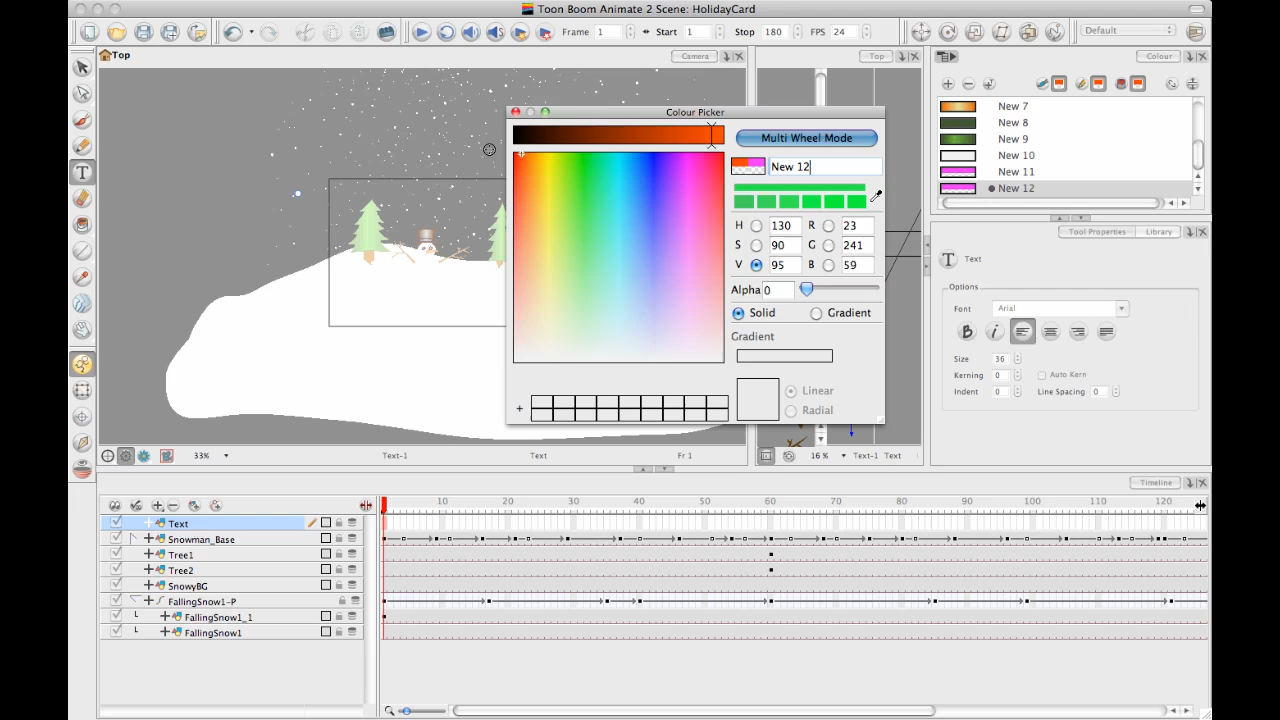 Toon Boom Animate 2 Scene: HolidayCard
Frame 1 Start 1 Stop 180 FPS 24 Default
Top Camera Top Colour
Colour Picker
Multi Wheel Mode
New 12
H 130 R 23
S 90 G 241
V 95 B 59
Alpha 0
Solid Gradient
Gradient
Linear
Radial
New 7
New 8
New 9
New 10
New 11
New 12
Tool Properties Library
T Text
Options
Font Arial
B i
Size 36
Kerning 0 Auto Kern
Indent 0 Line Spacing 0
33% Text-1 Text Fr 1 16 % Text-1 Text
Timeline
10 20 30 40 50 60 70 80 90 100 110 120
Text
Snowman_Base
Tree1
Tree2
SnowyBG
FallingSnow1-P
FallingSnow1_1
FallingSnow1